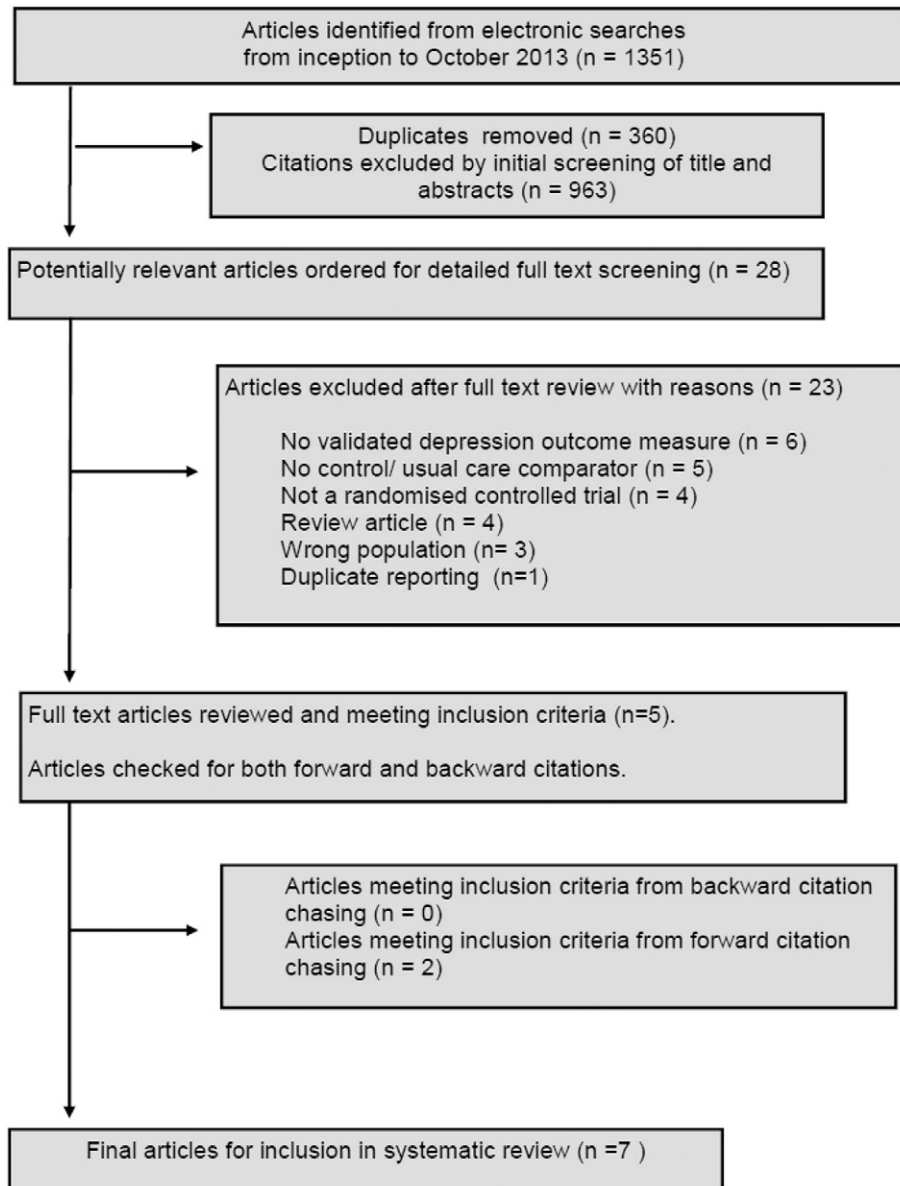 Articles identified from electronic searches
from inception to October 2013 (n = 1351)
Duplicates removed (n = 360)
Citations excluded by initial screening of title and
abstracts (n = 963)
Potentially relevant articles ordered for detailed full text screening (n = 28)
Articles excluded after full text review with reasons (n = 23)
No validated depression outcome measure (n = 6)
No control/ usual care comparator (n = 5)
Not a randomised controlled trial (n = 4)
Review article (n = 4)
Wrong population (n= 3)
Duplicate reporting (n=1)
Full text articles reviewed and meeting inclusion criteria (n=5).
Articles checked for both forward and backward citations.
Articles meeting inclusion criteria from backward citation
chasing (n = 0)
Articles meeting inclusion criteria from forward citation
chasing (n = 2)
Final articles for inclusion in systematic review (n =7 )